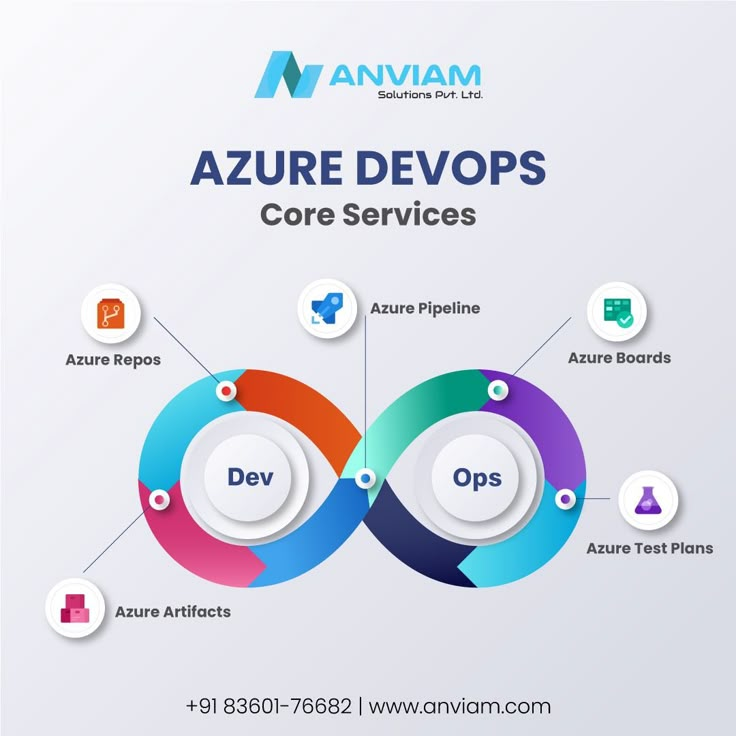 ANVIAM
Solutions Pvt. Ltd.
AZURE DEVOPS
Core Services
Azure Repos
Azure Pipeline
Azure Boards
Dev
Ops
Azure Test Plans
Azure Artifacts
+91 83601-76682 | www.anviam.com